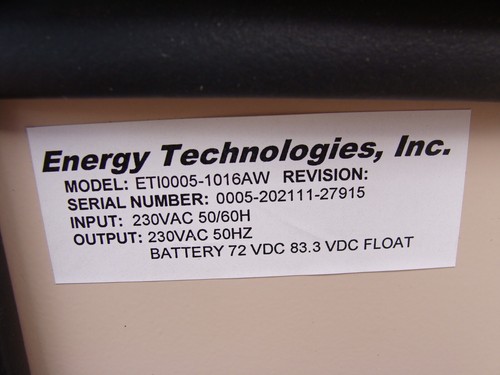 Energy Technologies, Inc.
MODEL: ETI0005-1016AW REVISION:
SERIAL NUMBER: 0005-202111-27915
INPUT: 230VAC 50/60H
OUTPUT: 230VAC 50HZ
BATTERY 72 VDC 83.3 VDC FLOAT